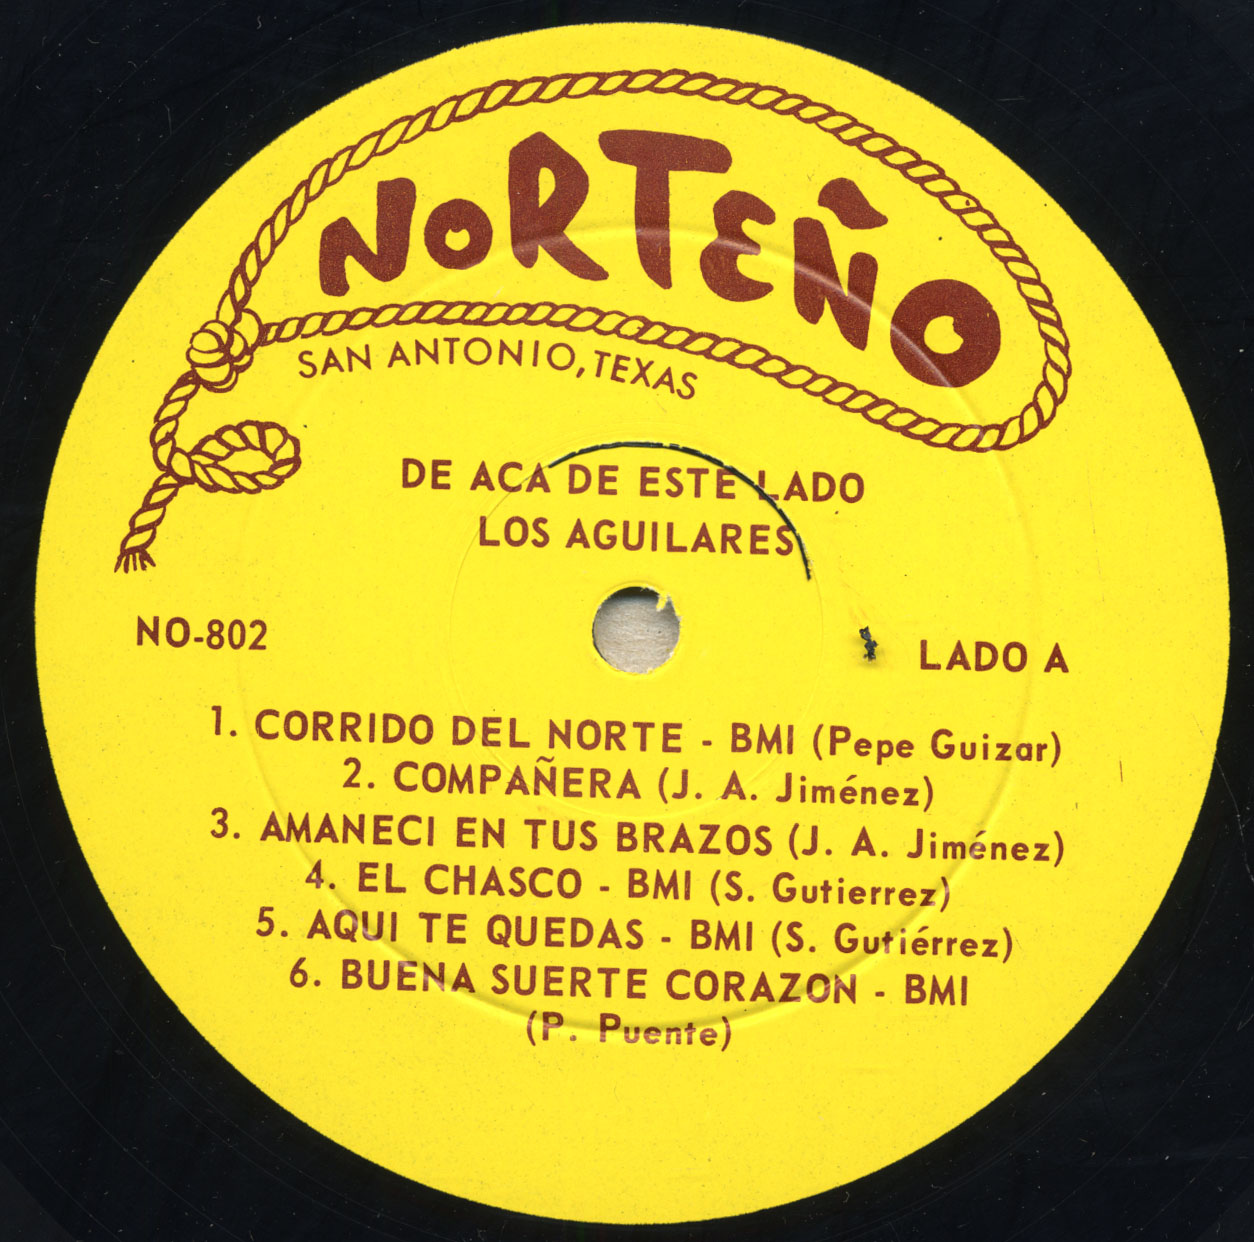 NORTEÑO
SAN ANTONIO, TEXAS
DE ACA DE ESTE LADO
LOS AGUILARES
NO-802
LADO A
1. CORRIDO DEL NORTE - BMI (Pepe Guizar)
2. COMPAÑERA (J. A. Jiménez)
3. AMANECI EN TUS BRAZOS (J. A. Jiménez)
4. EL CHASCO - BMI (S. Gutierrez)
5. AQUI TE QUEDAS - BMI (S. Gutiérrez)
6. BUENA SUERTE CORAZON - BMI
(P. Puente)